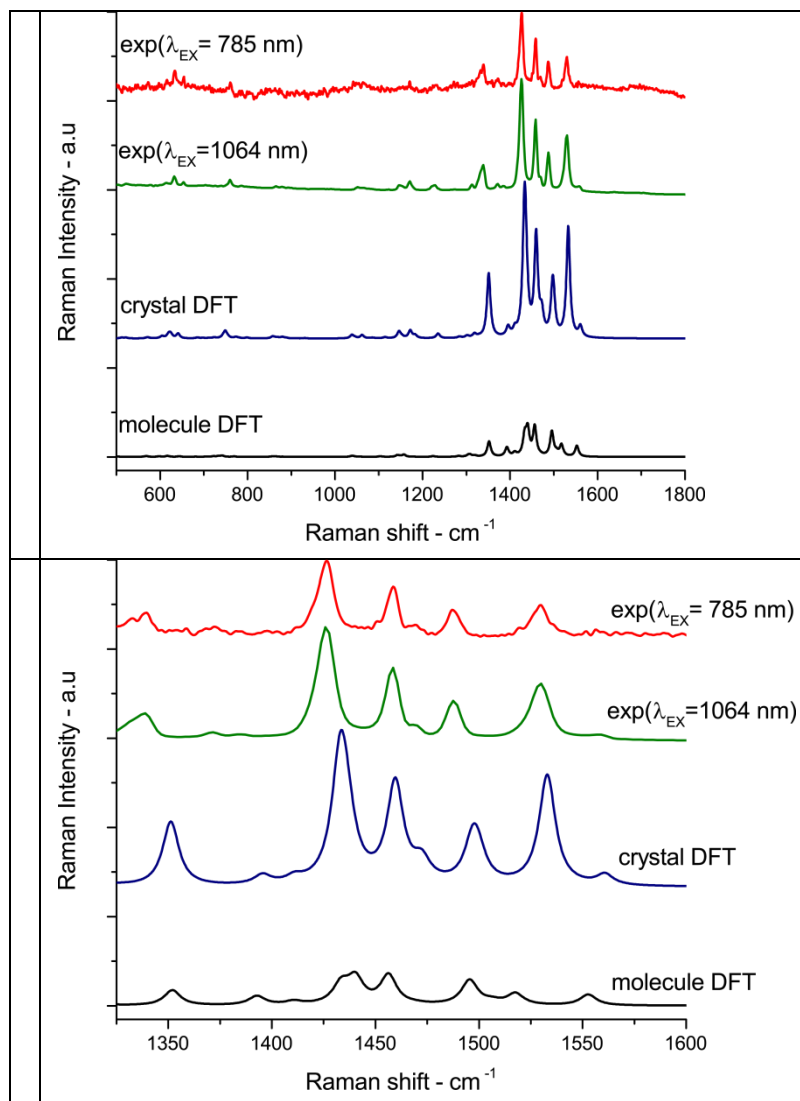 exp(λEX= 785 nm)
exp(λEX=1064 nm)
crystal DFT
molecule DFT
Raman Intensity - a.u
600 800 1000 1200 1400 1600 1800
Raman shift - cm-1
exp(λEX= 785 nm)
exp(λEX=1064 nm)
crystal DFT
molecule DFT
Raman Intensity - a.u
1350 1400 1450 1500 1550 1600
Raman shift - cm-1